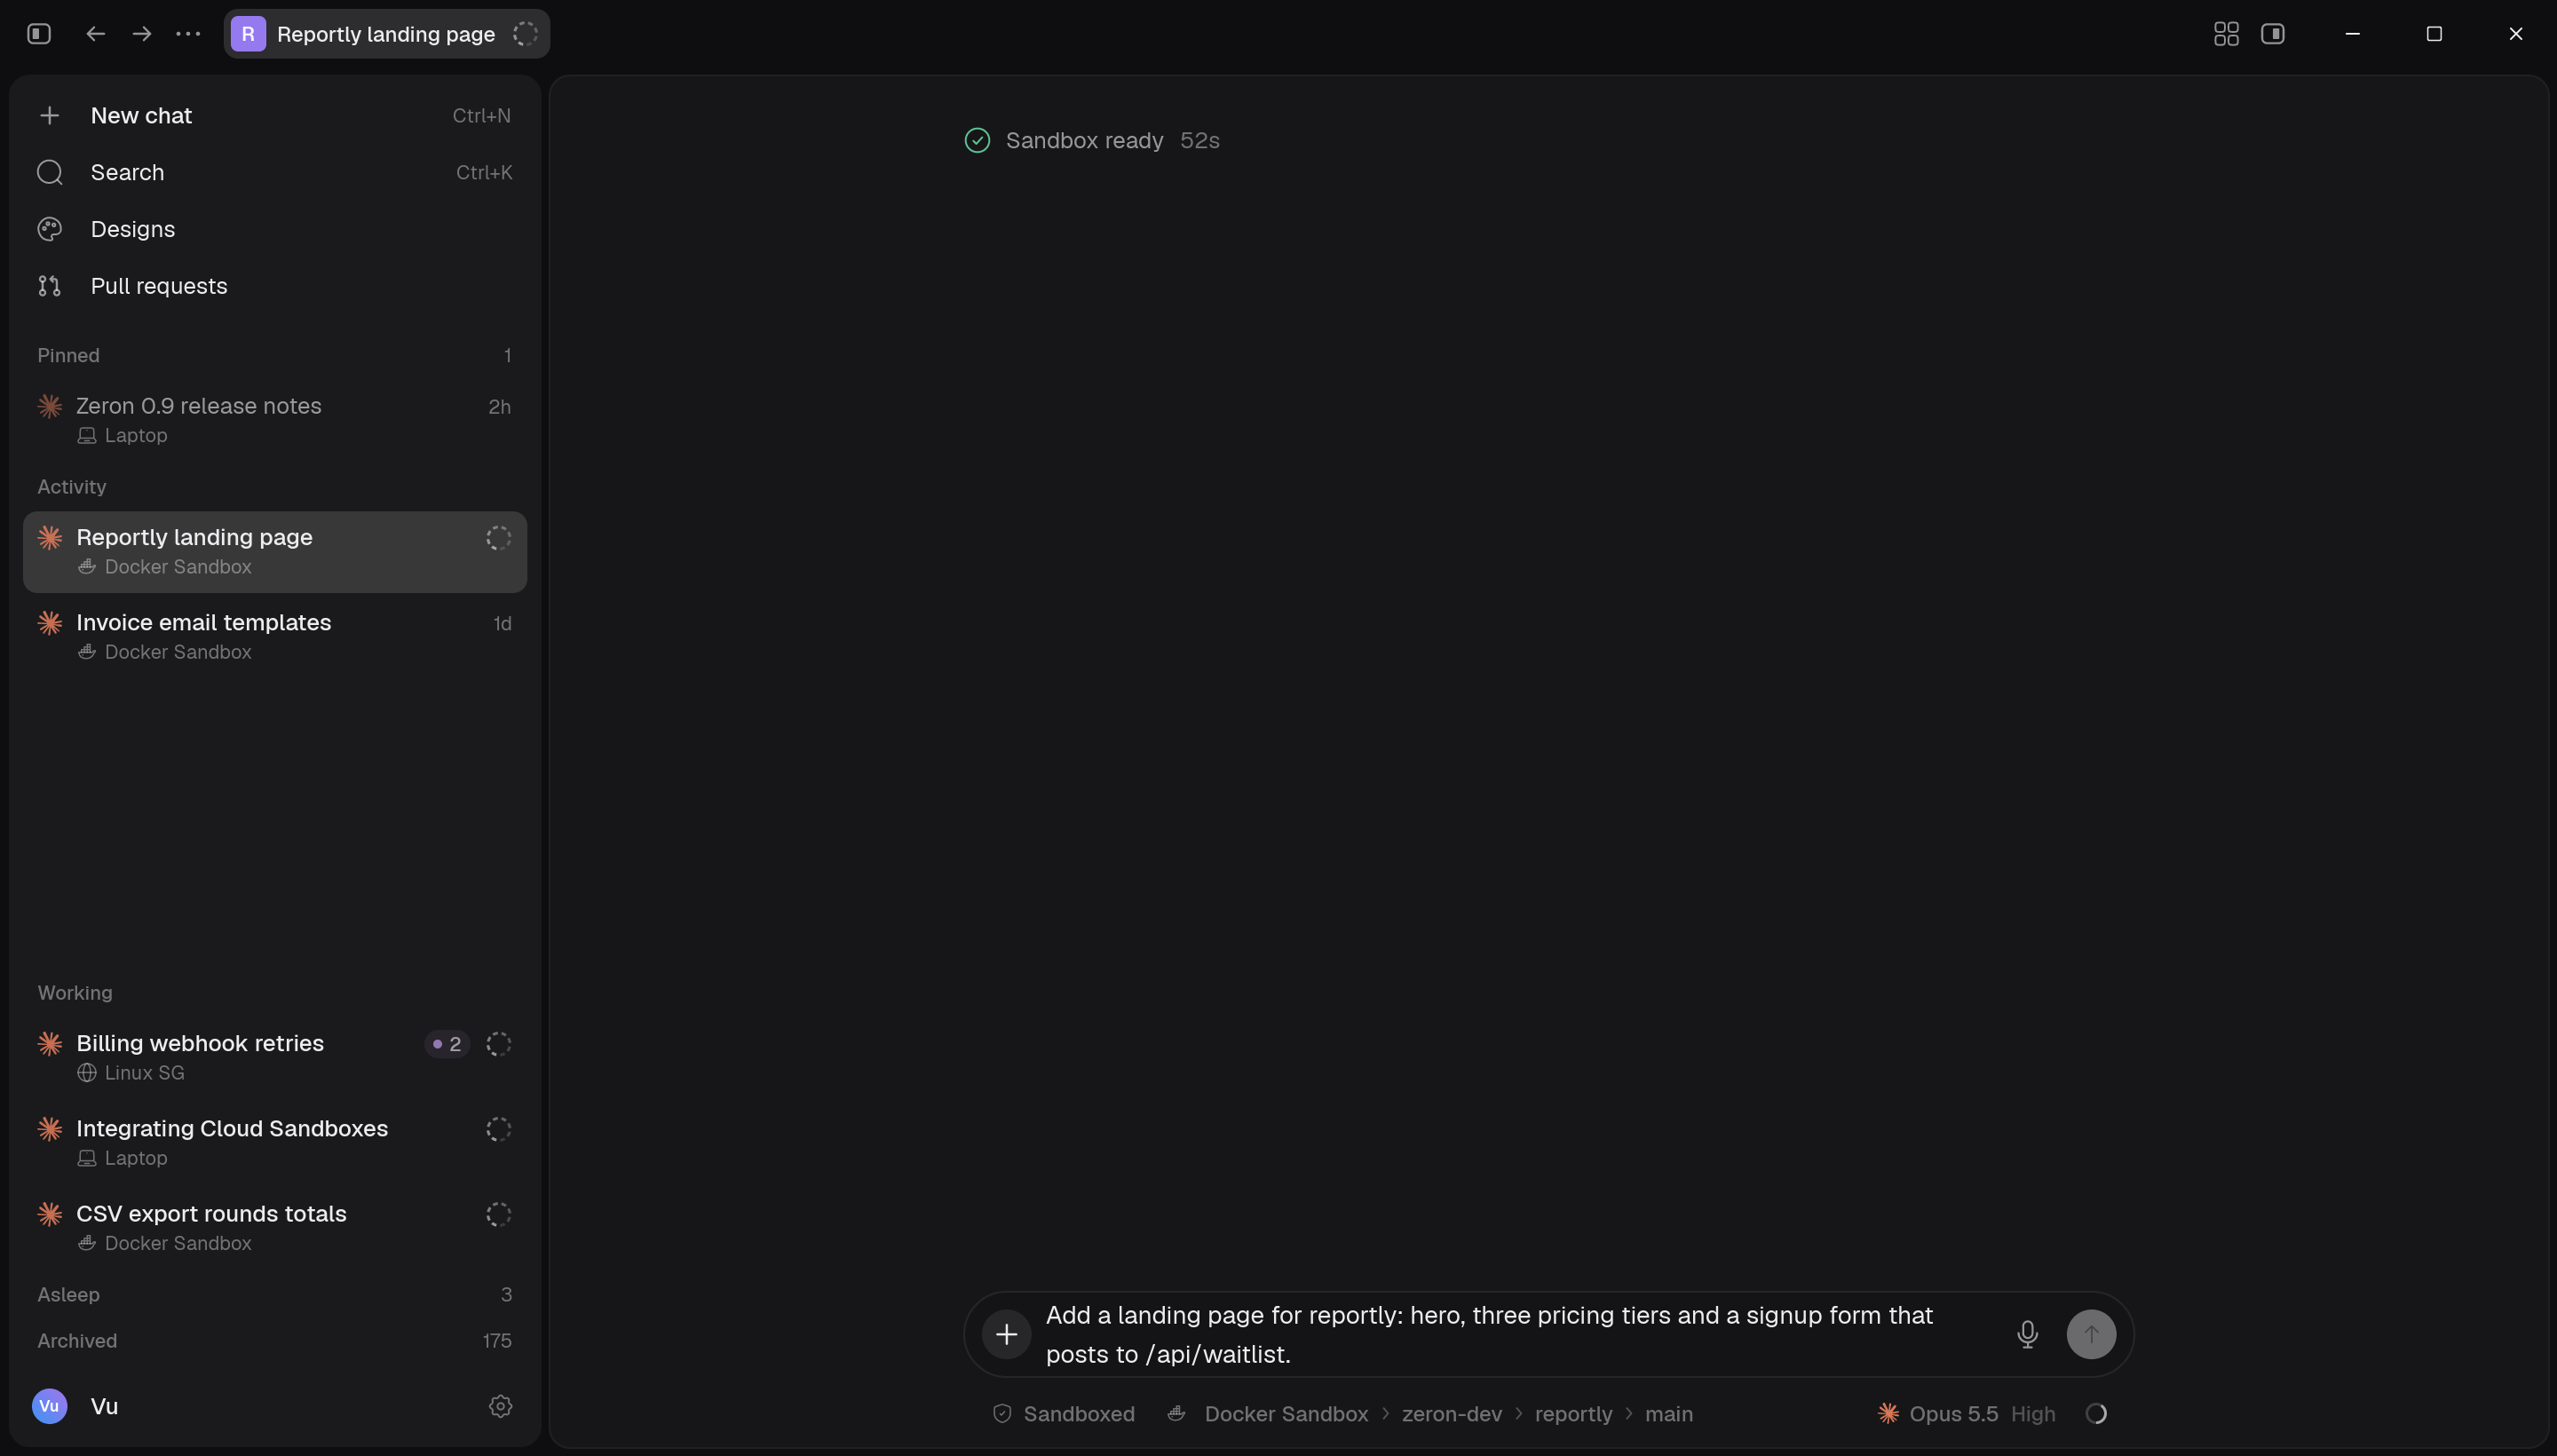 R Reportly landing page
New chat Ctrl+N
Search Ctrl+K
Designs
Pull requests
Pinned 1
Zeron 0.9 release notes 2h
Laptop
Activity
Reportly landing page
Docker Sandbox
Invoice email templates 1d
Docker Sandbox
Working
Billing webhook retries 2
Linux SG
Integrating Cloud Sandboxes
Laptop
CSV export rounds totals
Docker Sandbox
Asleep 3
Archived 175
Vu Vu
Sandbox ready 52s
Add a landing page for reportly: hero, three pricing tiers and a signup form that
posts to /api/waitlist.
Sandboxed Docker Sandbox > zeron-dev > reportly > main Opus 5.5 High